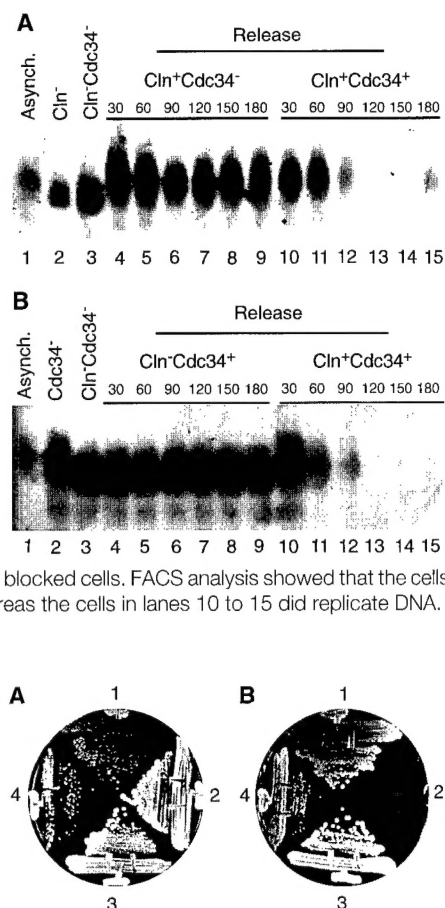 A
Release
Asynch. Cln- Cln-Cdc34- Cln+Cdc34- Cln+Cdc34+
30 60 90 120 150 180 30 60 90 120 130 180
1 2 3 4 5 6 7 8 9 10 11 12 13 14 15
B
Release
Asynch. Cdc34- Cln-Cdc34- Cln-Cdc34+ Cln+Cdc34+
30 60 90 120 150 180 30 60 90 120 150 180
1 2 3 4 5 6 7 8 9 10 11 12 13 14 15
blocked cells. FACS analysis showed that the cells
reas the cells in lanes 10 to 15 did replicate DNA.
A 1 B 1
4 2 4 2
3 3